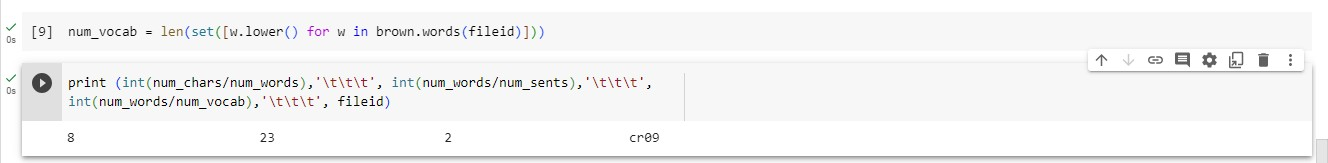 [9] num_vocab = len(set([w.lower() for w in brown.words(fileid)]))
0s
print (int(num_chars/num_words),'\t\t\t', int(num_words/num_sents),'\t\t\t',
0s
int(num_words/num_vocab),'\t\t\t', fileid)
8 23 2 cr09